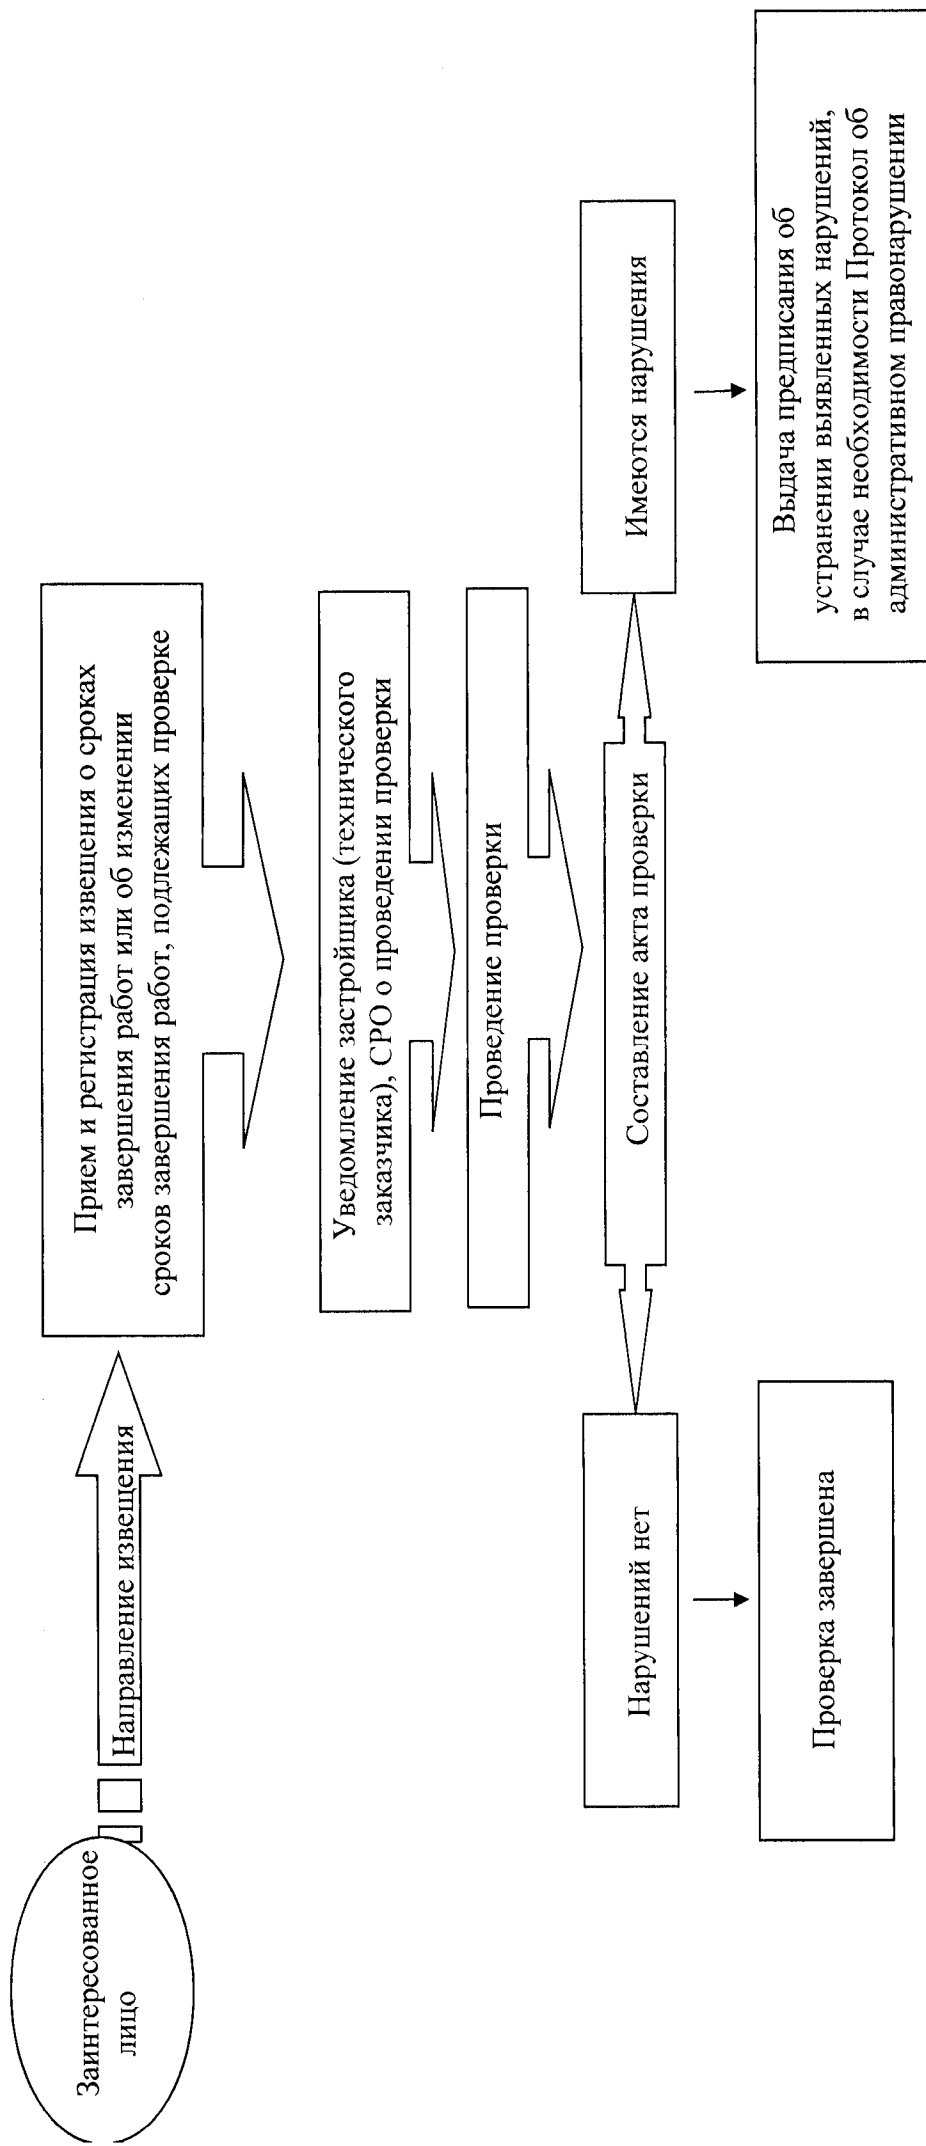 Заинтересованное
лицо
Направление извещения
Прием и регистрация извещения о сроках
завершения работ или об изменении
сроков завершения работ, подлежащих проверке
Уведомление застройщика (технического
заказчика), СРО о проведении проверки
Проведение проверки
Составление акта проверки
Нарушений нет
Имеются нарушения
Проверка завершена
Выдача предписания об
устранении выявленных нарушений,
в случае необходимости Протокол об
административном правонарушении